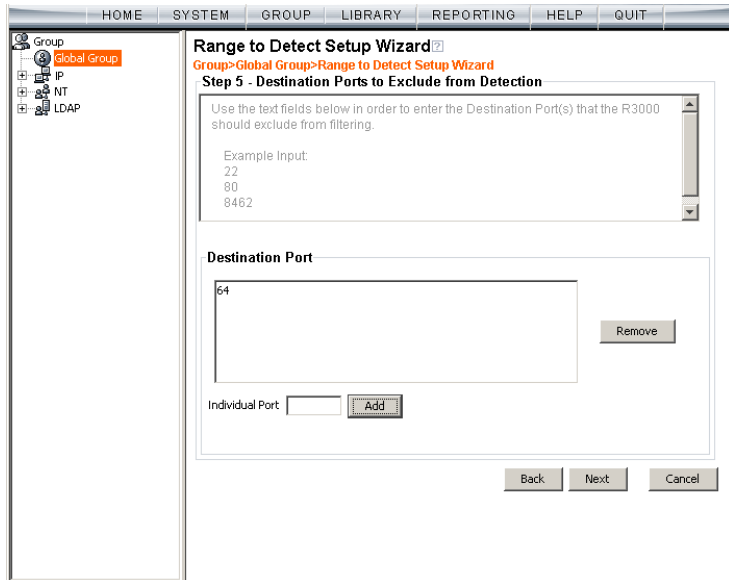 HOME SYSTEM GROUP LIBRARY REPORTING HELP QUIT
Group
Global Group
IP
NT
LDAP
Range to Detect Setup Wizard?
Group>Global Group>Range to Detect Setup Wizard
Step 5 - Destination Ports to Exclude from Detection
Use the text fields below in order to enter the Destination Port(s) that the R3000
should exclude from filtering.
Example Input:
22
80
8462
Destination Port
64
Remove
Individual Port
Add
Back Next Cancel